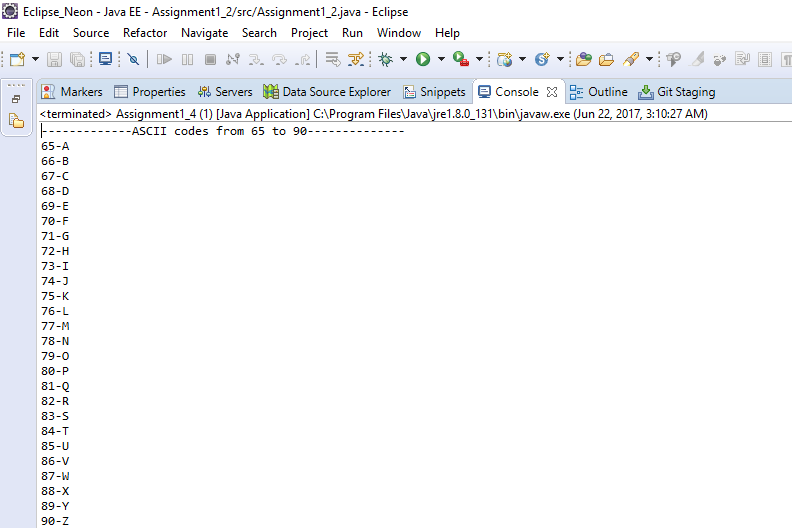 Eclipse_Neon - Java EE - Assignment1_2/src/Assignment1_2.java - Eclipse
File Edit Source Refactor Navigate Search Project Run Window Help
Markers Properties Servers Data Source Explorer Snippets Console Outline Git Staging
<terminated> Assignment1_4 (1) [Java Application] C:\Program Files\Java\jre1.8.0_131\bin\javaw.exe (Jun 22, 2017, 3:10:27 AM)
-------------ASCII codes from 65 to 90--------------
65-A
66-B
67-C
68-D
69-E
70-F
71-G
72-H
73-I
74-J
75-K
76-L
77-M
78-N
79-O
80-P
81-Q
82-R
83-S
84-T
85-U
86-V
87-W
88-X
89-Y
90-Z